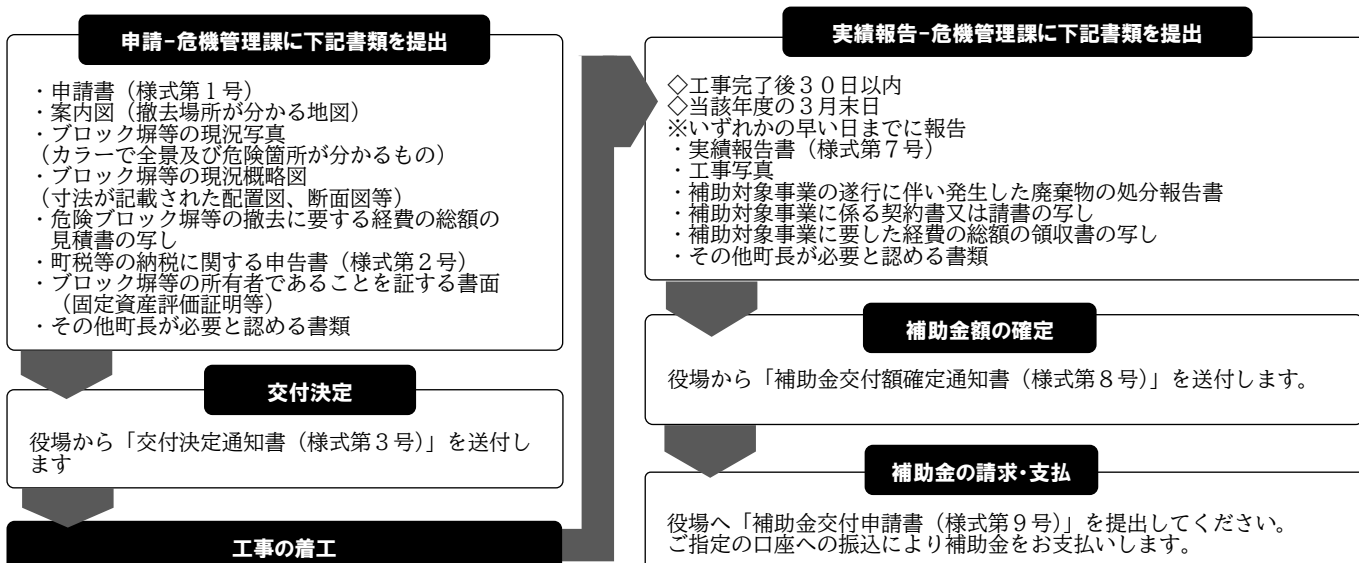 申請-危機管理課に下記書類を提出
・申請書（様式第１号）
・案内図（撤去場所が分かる地図）
・ブロック塀等の現況写真
（カラーで全景及び危険箇所が分かるもの）
・ブロック塀等の現況概略図
（寸法が記載された配置図、断面図等）
・危険ブロック塀等の撤去に要する経費の総額の
見積書の写し
・町税等の納税に関する申告書（様式第２号）
・ブロック塀等の所有者であることを証する書面
（固定資産評価証明等）
・その他町長が必要と認める書類
交付決定
役場から「交付決定通知書（様式第３号）」を送付し
ます
工事の着工
実績報告-危機管理課に下記書類を提出
◇工事完了後３０日以内
◇当該年度の３月末日
※いずれかの早い日までに報告
・実績報告書（様式第７号）
・工事写真
・補助対象事業の遂行に伴い発生した廃棄物の処分報告書
・補助対象事業に係る契約書又は請書の写し
・補助対象事業に要した経費の総額の領収書の写し
・その他町長が必要と認める書類
補助金額の確定
役場から「補助金交付額確定通知書（様式第８号）」を送付します。
補助金の請求・支払
役場へ「補助金交付申請書（様式第９号）」を提出してください。
ご指定の口座への振込により補助金をお支払いします。